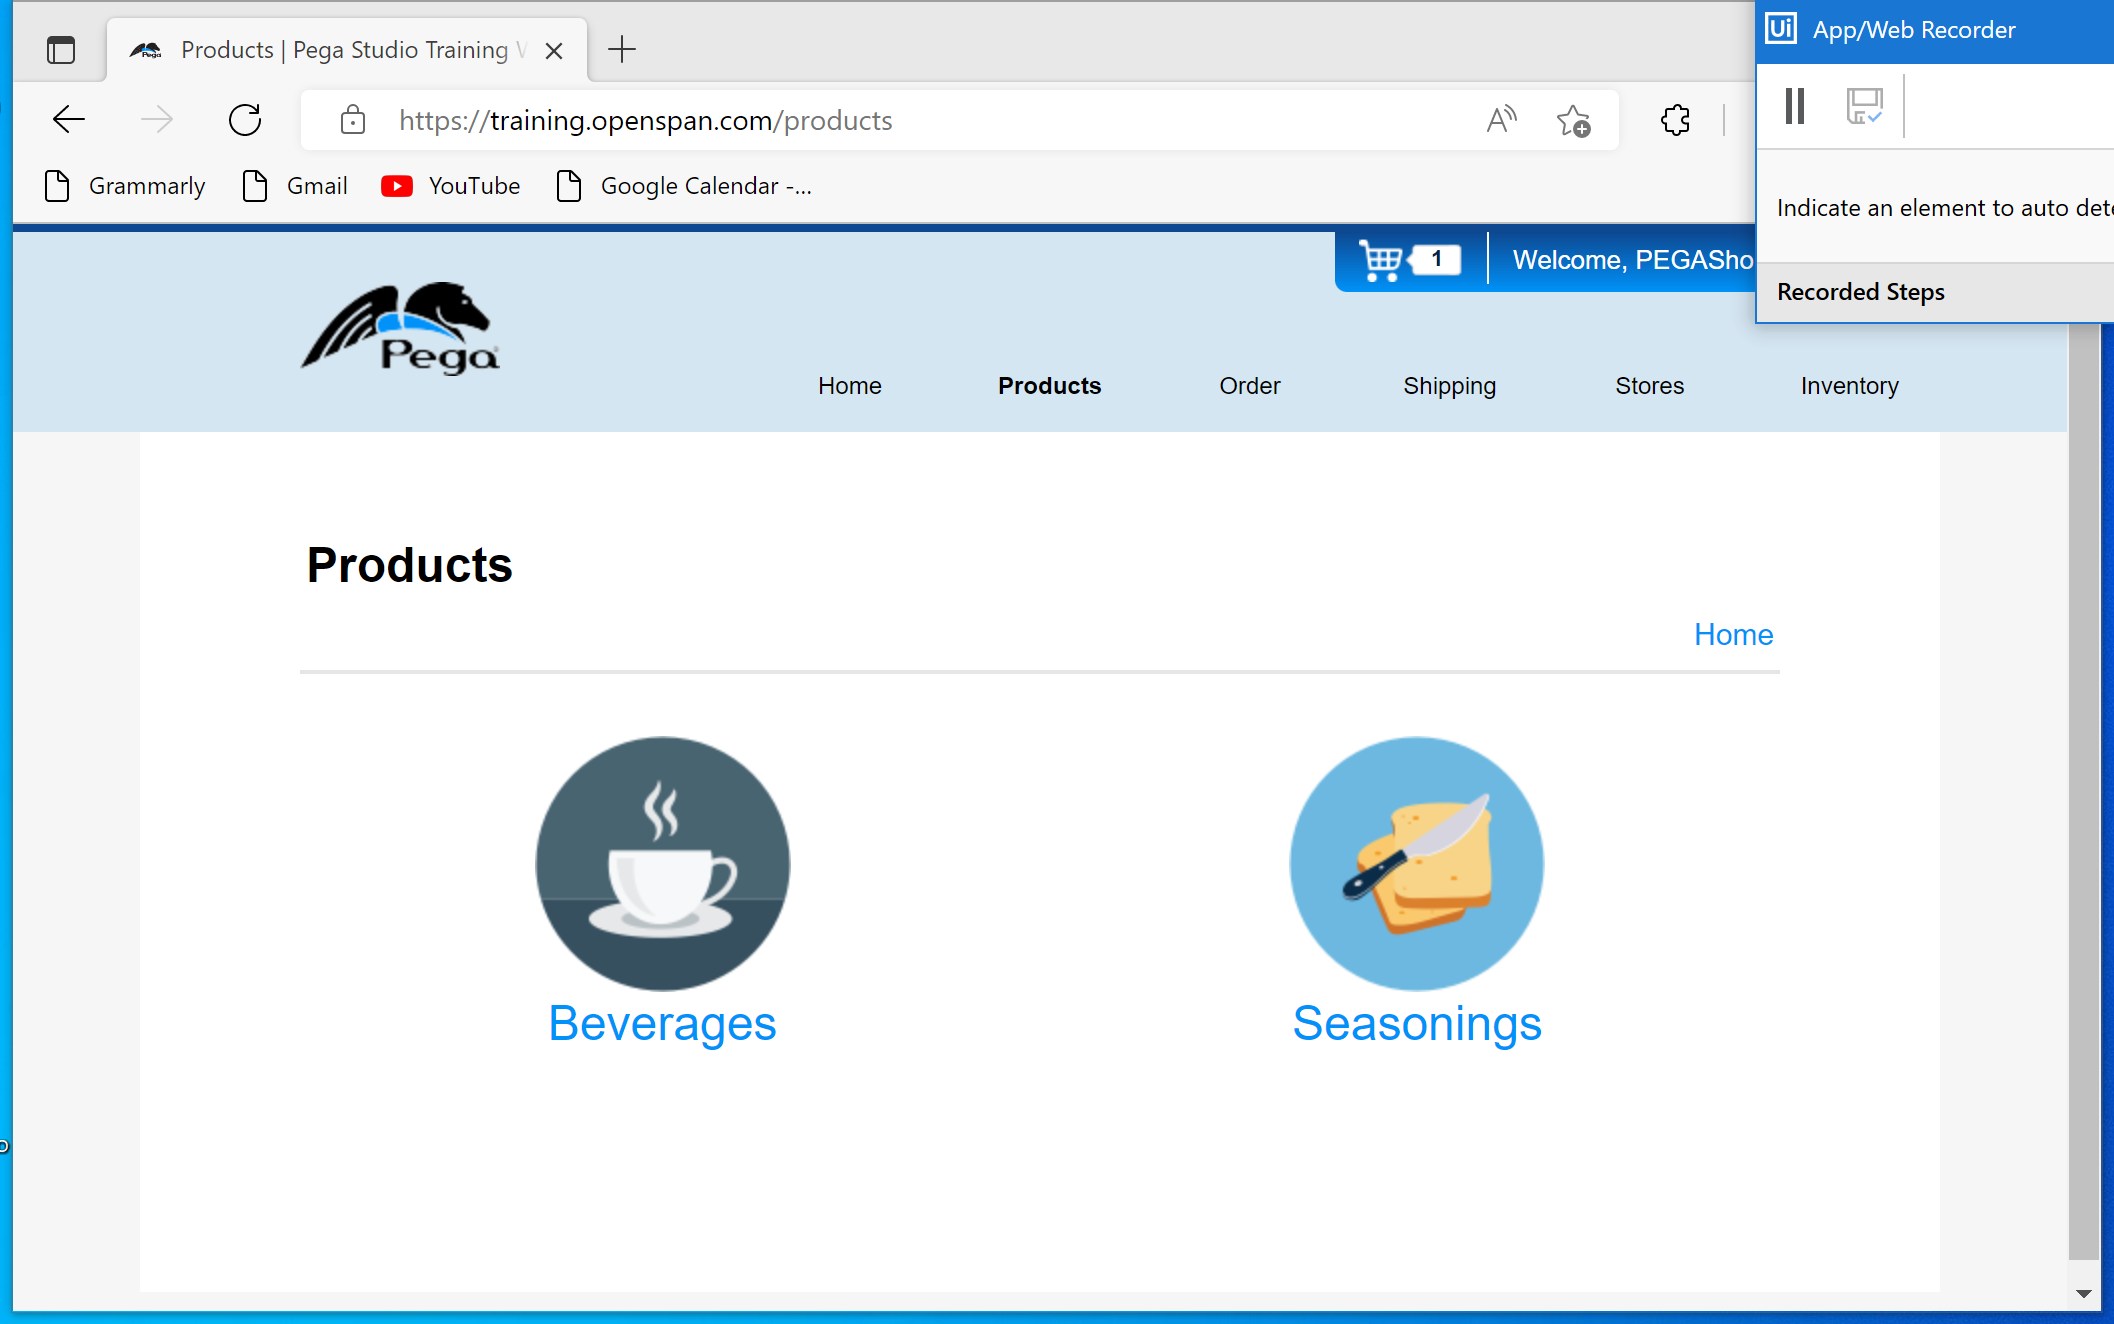 Products | Pega Studio Training
https://training.openspan.com/products
Grammarly
Gmail
YouTube
Google Calendar -...
Ui App/Web Recorder
Indicate an element to auto dete
Recorded Steps
1
Welcome, PEGASho
Pega
Home
Products
Order
Shipping
Stores
Inventory
Products
Home
Beverages
Seasonings